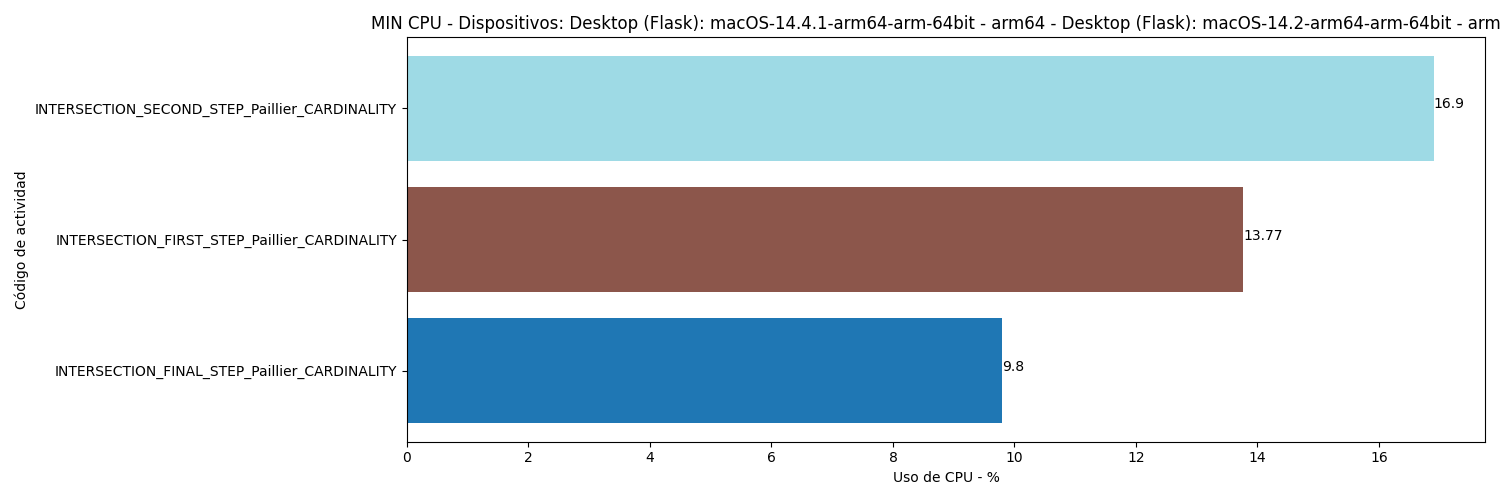 MIN CPU - Dispositivos: Desktop (Flask): macOS-14.4.1-arm64-arm-64bit - arm64 - Desktop (Flask): macOS-14.2-arm64-arm-64bit - arm
INTERSECTION_SECOND_STEP_Paillier_CARDINALITY
16.9
INTERSECTION_FIRST_STEP_Paillier_CARDINALITY
13.77
INTERSECTION_FINAL_STEP_Paillier_CARDINALITY
9.8
Código de actividad
0 2 4 6 8 10 12 14 16
Uso de CPU - %